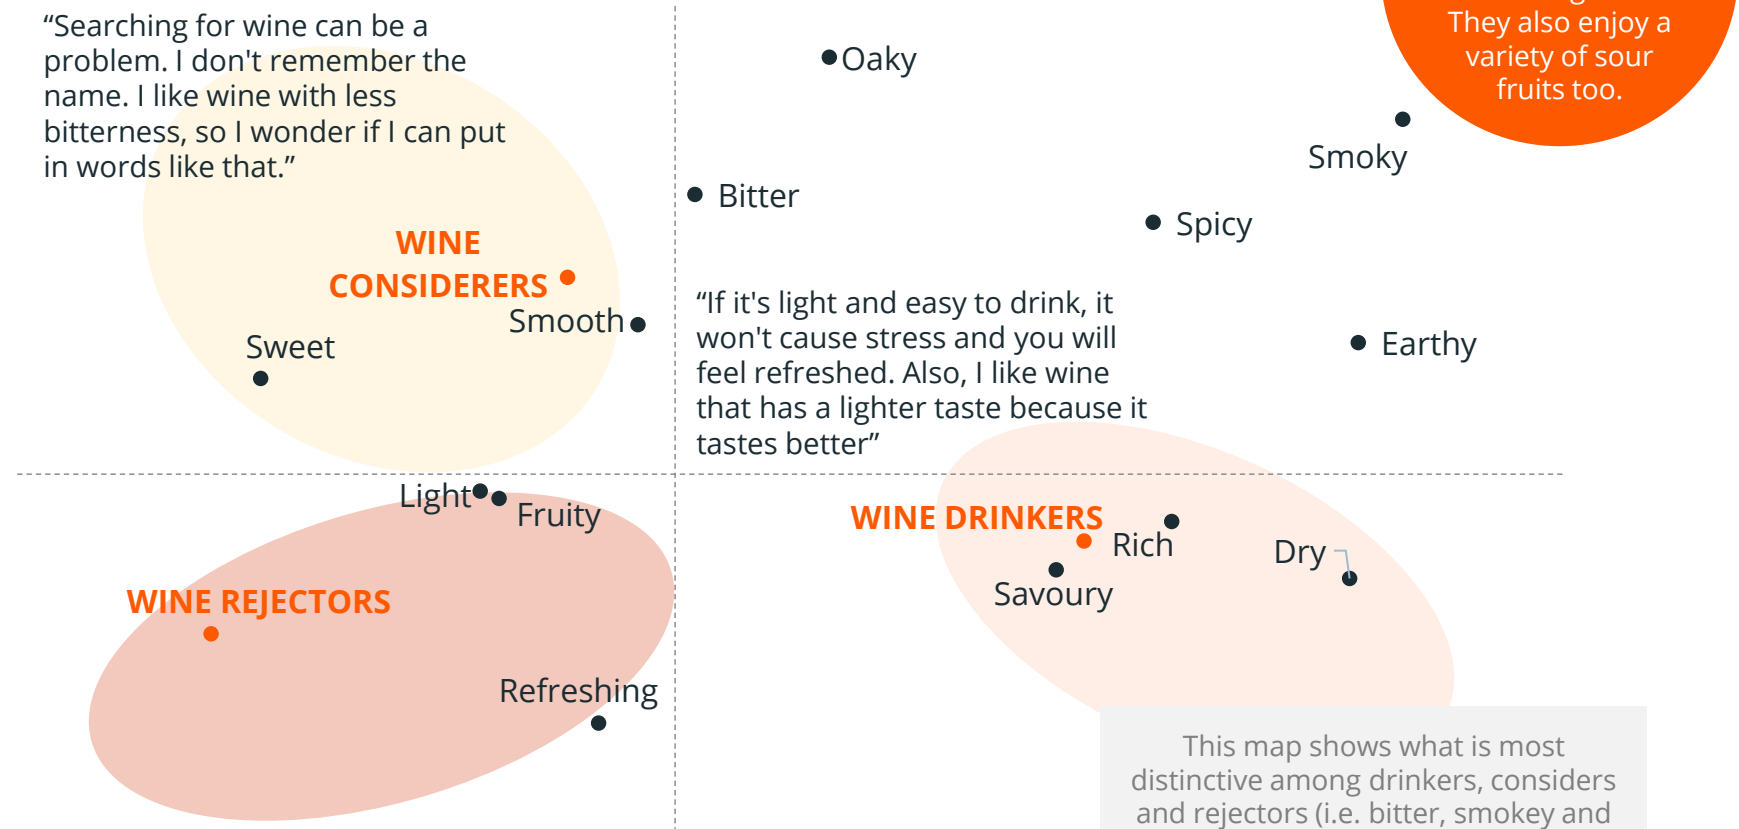 “Searching for wine can be a
problem. I don't remember the
name. I like wine with less
bitterness, so I wonder if I can put
in words like that.”
They also enjoy a
variety of sour
fruits too.
Oaky
Smoky
Bitter
Spicy
WINE
CONSIDERERS
Smooth
Sweet
“If it's light and easy to drink, it
won't cause stress and you will
feel refreshed. Also, I like wine
that has a lighter taste because it
tastes better”
Earthy
Light
Fruity
WINE DRINKERS
Rich
Dry
Savoury
WINE REJECTORS
Refreshing
This map shows what is most
distinctive among drinkers, considers
and rejectors (i.e. bitter, smokey and